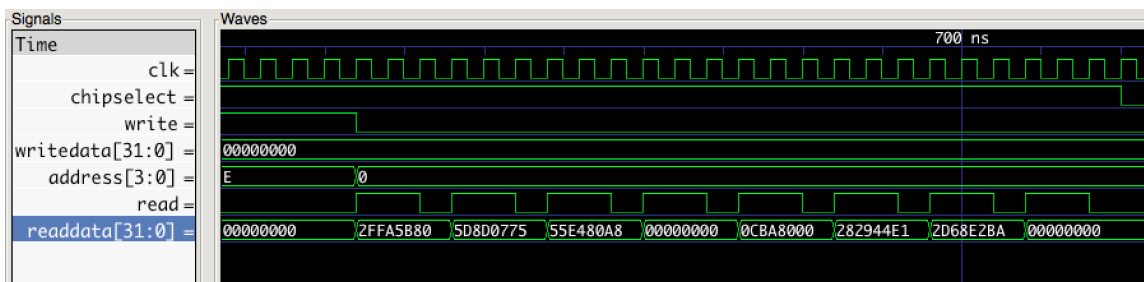 Signals Waves
Time 700 ns
clk =
chipselect =
write =
writedata[31:0] = 00000000
address[3:0] = E 0
read =
readdata[31:0] = 00000000 2FFA5B80 5D8D0775 55E480A8 00000000 0CBA8000 282944E1 2D68E2BA 00000000